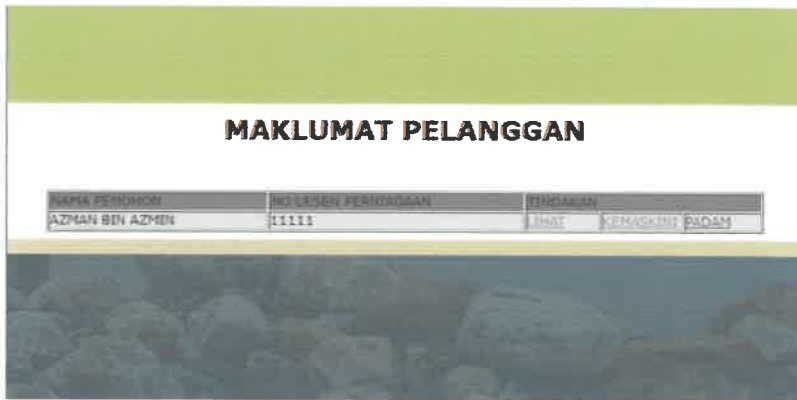 MAKLUMAT PELANGGAN
NAMA PEMOHON NO LESEN PERNIAGAAN TINDAKAN
AZMAN BIN AZMIN 11111 LIHAT KEMASKINI PADAM